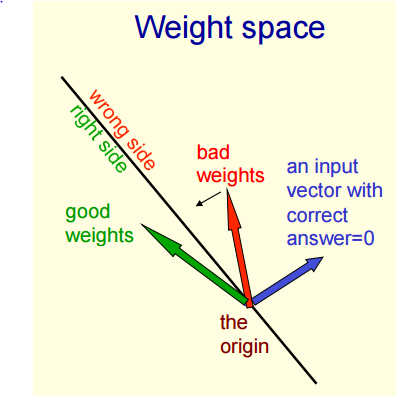 Weight space
wrong side
right side
bad
weights
an input
vector with
correct
answer=0
good
weights
the
origin